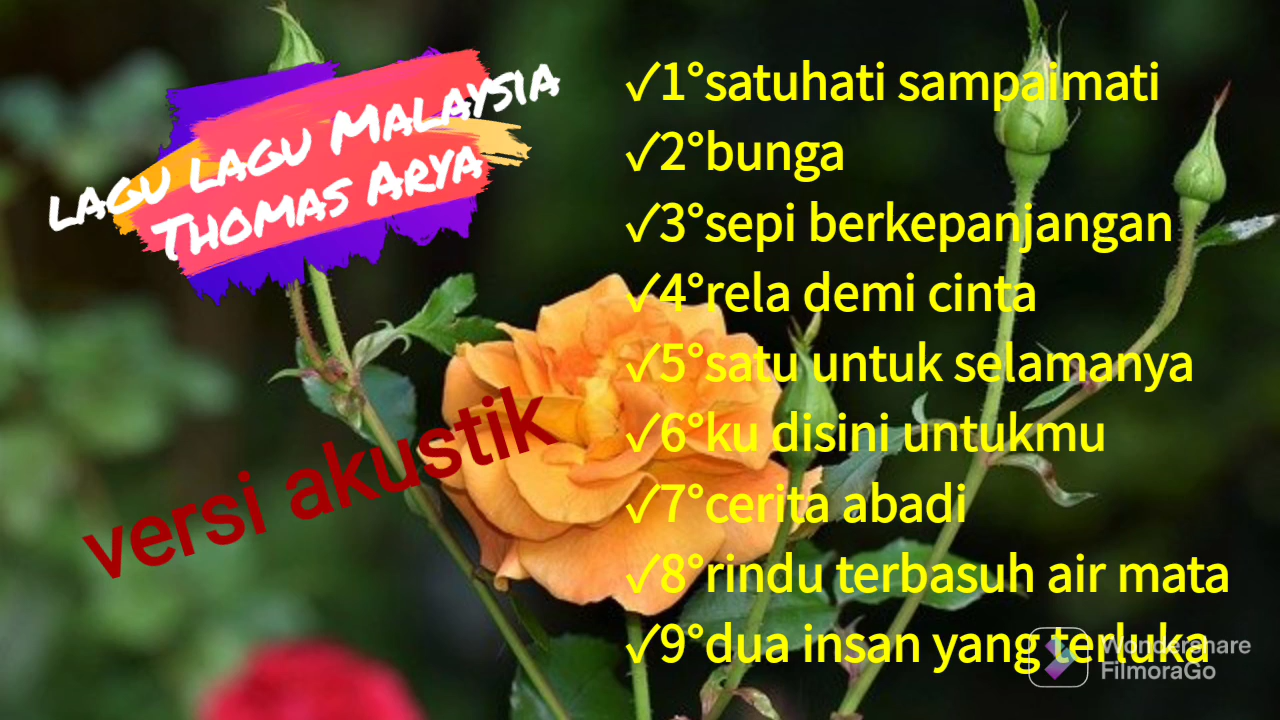 LAGU LAGU MALAYSIA
THOMAS ARYA
versi akustik
✓1°satuhati sampaimati
✓2°bunga
✓3°sepi berkepanjangan
✓4°rela demi cinta
✓5°satu untuk selamanya
✓6°ku disini untukmu
✓7°cerita abadi
✓8°rindu terbasuh air mata
✓9°dua insan yang terluka
Wondershare
FilmoraGo